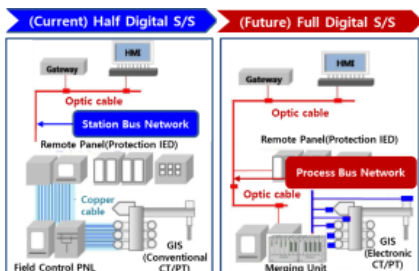 (Current) Half Digital S/S
HMI
Gateway
Optic cable
Station Bus Network
Remote Panel(Protection IED)
Copper
cable
GIS
(Conventional
CT/PT)
Field Control PNL
(Future) Full Digital S/S
HMI
Gateway
Optic cable
Remote Panel(Protection IED)
Process Bus Network
Optic cable
GIS
(Electronic
CT/PT)
Merging Unit